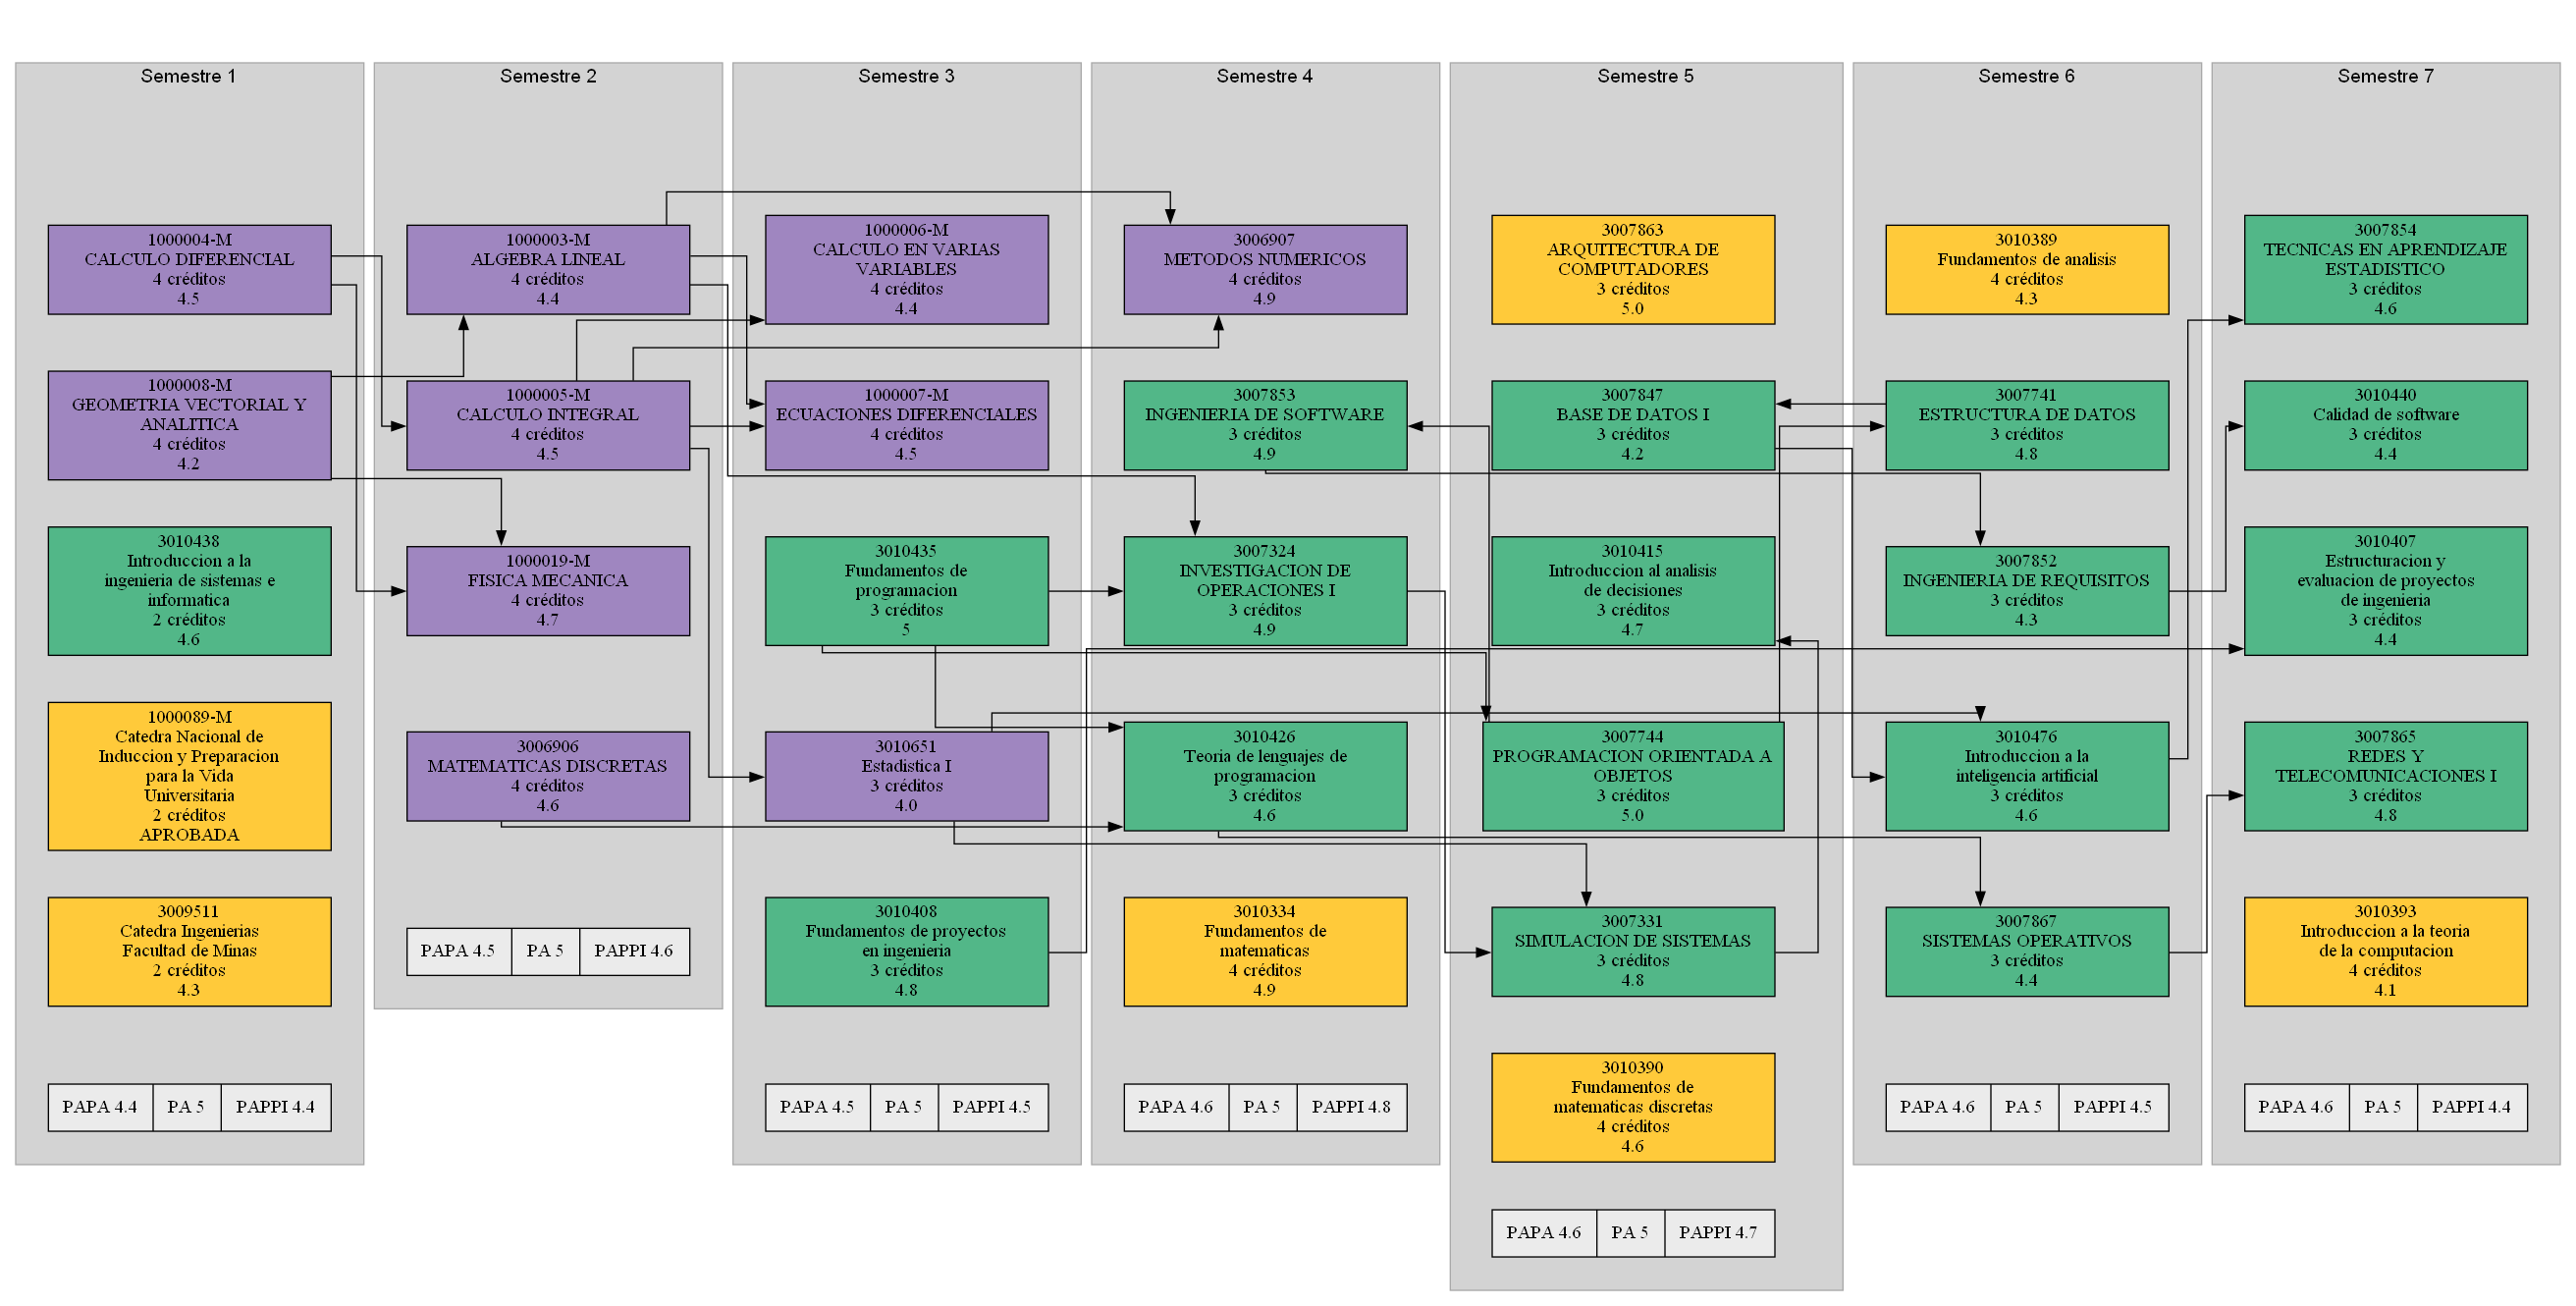 Semestre 1
1000004-M
CALCULO DIFERENCIAL
4 créditos
4.5
1000008-M
GEOMETRIA VECTORIAL Y
ANALITICA
4 créditos
4.2
3010438
Introduccion a la
ingenieria de sistemas e
informatica
2 créditos
4.6
1000089-M
Catedra Nacional de
Induccion y Preparacion
para la Vida
Universitaria
2 créditos
APROBADA
3009511
Catedra Ingenierias
Facultad de Minas
2 créditos
4.3
PAPA 4.4 PA 5 PAPPI 4.4
Semestre 2
1000003-M
ALGEBRA LINEAL
4 créditos
4.4
1000005-M
CALCULO INTEGRAL
4 créditos
4.5
1000019-M
FISICA MECANICA
4 créditos
4.7
3006906
MATEMATICAS DISCRETAS
4 créditos
4.6
PAPA 4.5 PA 5 PAPPI 4.6
Semestre 3
1000006-M
CALCULO EN VARIAS
VARIABLES
4 créditos
4.4
1000007-M
ECUACIONES DIFERENCIALES
4 créditos
4.5
3010435
Fundamentos de
programacion
3 créditos
5
3010651
Estadistica I
3 créditos
4.0
3010408
Fundamentos de proyectos
en ingenieria
3 créditos
4.8
PAPA 4.5 PA 5 PAPPI 4.5
Semestre 4
3006907
METODOS NUMERICOS
4 créditos
4.9
3007853
INGENIERIA DE SOFTWARE
3 créditos
4.9
3007324
INVESTIGACION DE
OPERACIONES I
3 créditos
4.9
3010426
Teoria de lenguajes de
programacion
3 créditos
4.6
3010334
Fundamentos de
matematicas
4 créditos
4.9
PAPA 4.6 PA 5 PAPPI 4.8
Semestre 5
3007863
ARQUITECTURA DE
COMPUTADORES
3 créditos
5.0
3007847
BASE DE DATOS I
3 créditos
4.2
3010415
Introduccion al analisis
de decisiones
3 créditos
4.7
3007744
PROGRAMACION ORIENTADA A
OBJETOS
3 créditos
5.0
3007331
SIMULACION DE SISTEMAS
3 créditos
4.8
3010390
Fundamentos de
matematicas discretas
4 créditos
4.6
PAPA 4.6 PA 5 PAPPI 4.7
Semestre 6
3010389
Fundamentos de analisis
4 créditos
4.3
3007741
ESTRUCTURA DE DATOS
3 créditos
4.8
3007852
INGENIERIA DE REQUISITOS
3 créditos
4.3
3010476
Introduccion a la
inteligencia artificial
3 créditos
4.6
3007867
SISTEMAS OPERATIVOS
3 créditos
4.4
PAPA 4.6 PA 5 PAPPI 4.5
Semestre 7
3007854
TECNICAS EN APRENDIZAJE
ESTADISTICO
3 créditos
4.6
3010440
Calidad de software
3 créditos
4.4
3010407
Estructuracion y
evaluacion de proyectos
de ingenieria
3 créditos
4.4
3007865
REDES Y
TELECOMUNICACIONES I
3 créditos
4.8
3010393
Introduccion a la teoria
de la computacion
4 créditos
4.1
PAPA 4.6 PA 5 PAPPI 4.4